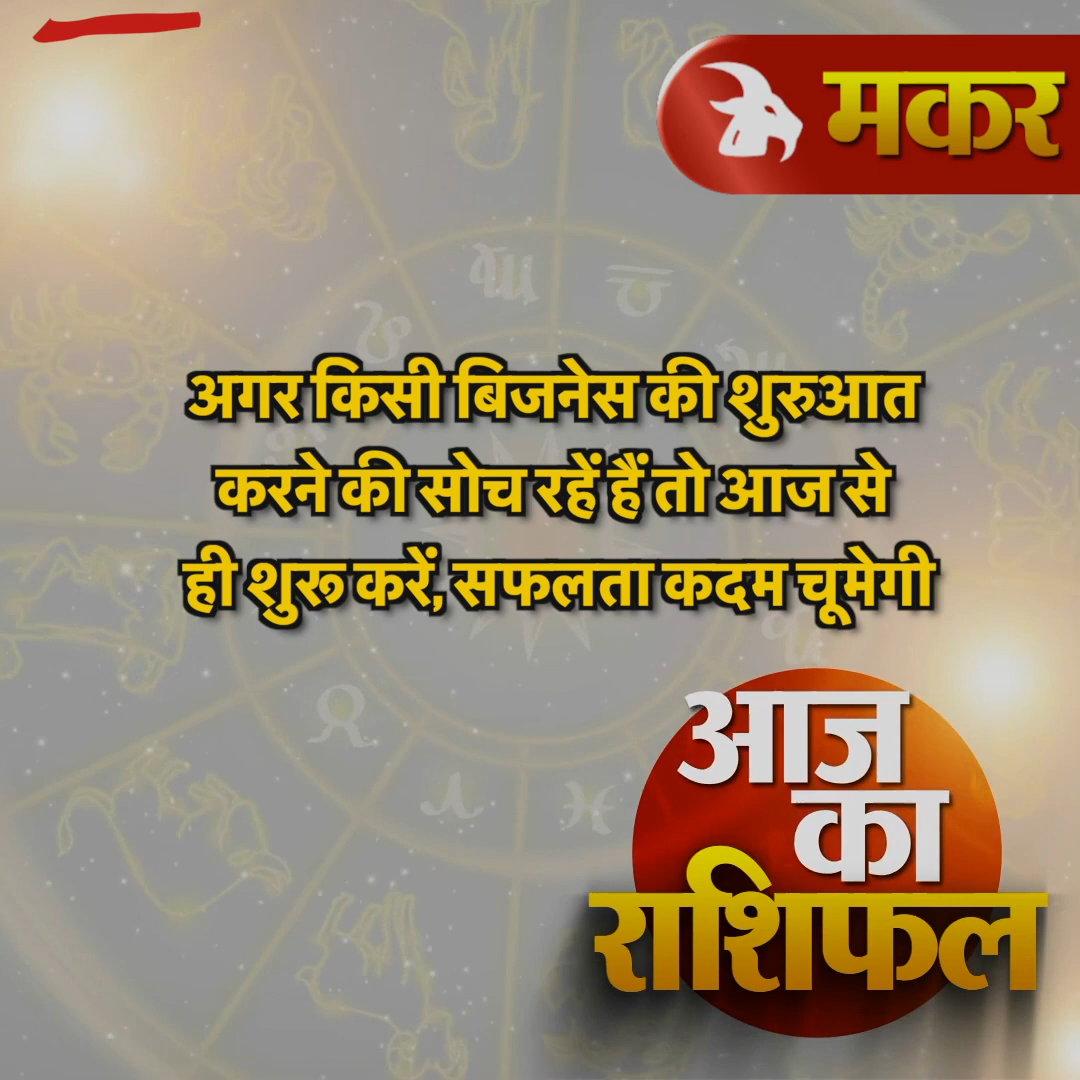 मकर
अगर किसी बिजनेस की शुरुआत
करने की सोच रहें हैं तो आज से
ही शुरू करें, सफलता कदम चूमेगी
आज
का
राशिफल